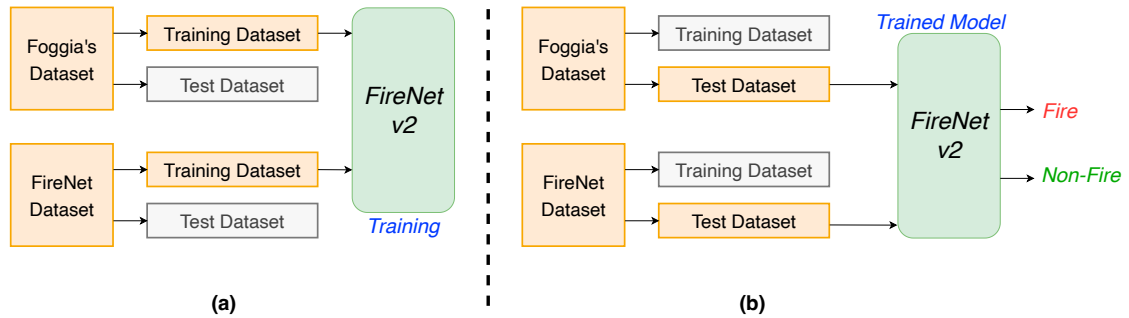 Foggia's
Dataset
Training Dataset
Test Dataset
FireNet
Dataset
Training Dataset
Test Dataset
FireNet
v2
Training
(a)
Foggia's
Dataset
Training Dataset
Test Dataset
FireNet
Dataset
Training Dataset
Test Dataset
Trained Model
FireNet
v2
Fire
Non-Fire
(b)